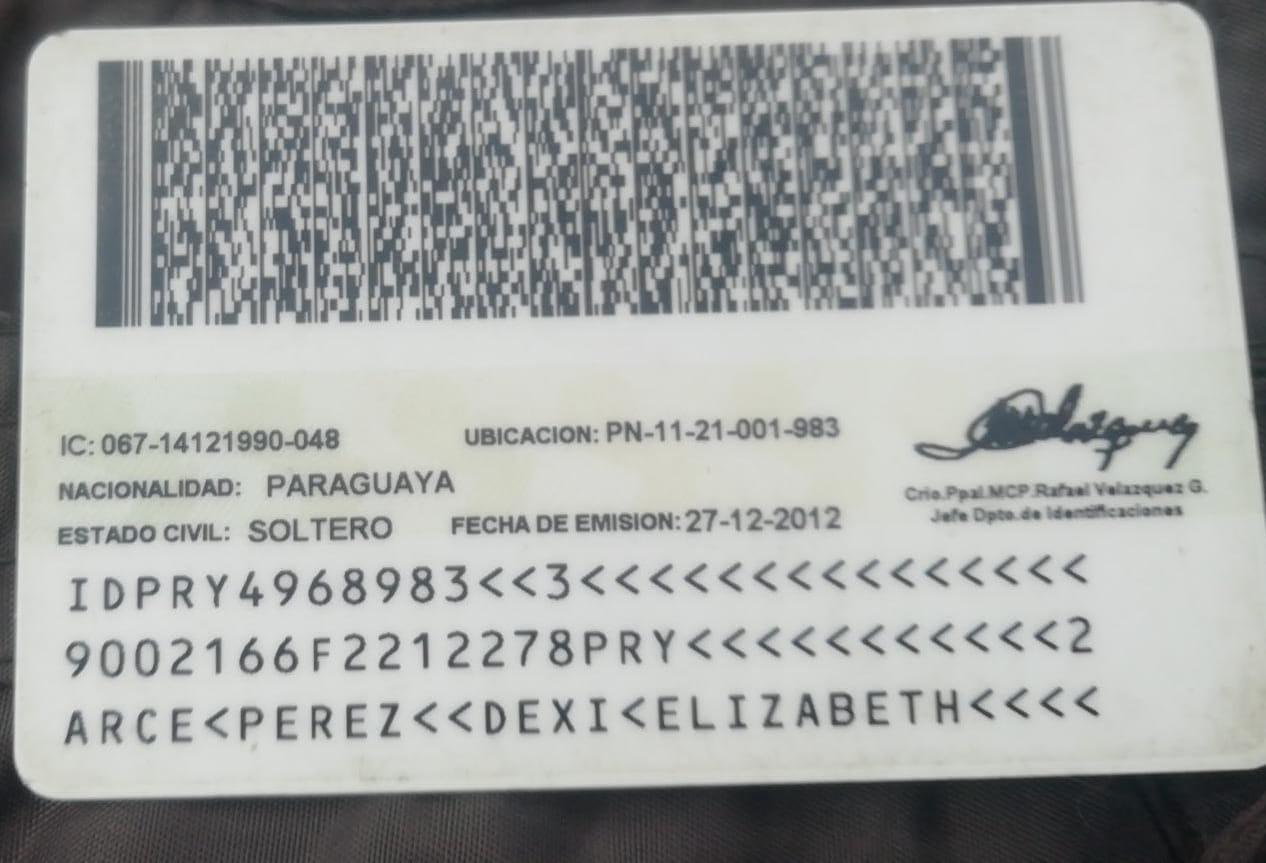 IC: 067-14121990-048 UBICACION: PN-11-21-001-983
NACIONALIDAD: PARAGUAYA
ESTADO CIVIL: SOLTERO FECHA DE EMISION: 27-12-2012
Crio.Ppal.MCP.Rafael Velazquez G.
Jefe Dpto.de Identificaciones
IDPRY4968983<<3<<<<<<<<<<<<<<<
9002166F2212278PRY<<<<<<<<<<<2
ARCE<PEREZ<<DEXI<ELIZABETH<<<<